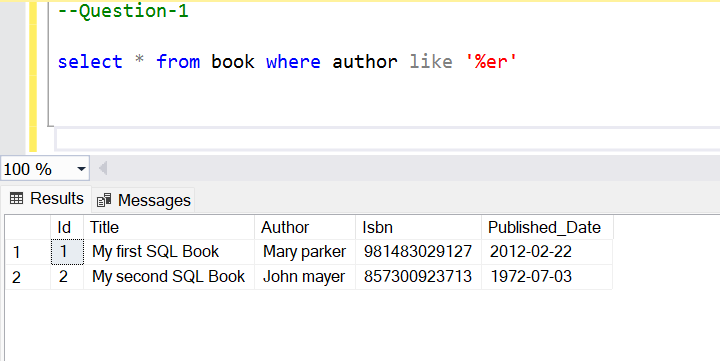 --Question-1
select * from book where author like '%er'
100 %
Results Messages
Id Title Author Isbn Published_Date
1 1 My first SQL Book Mary parker 981483029127 2012-02-22
2 2 My second SQL Book John mayer 857300923713 1972-07-03